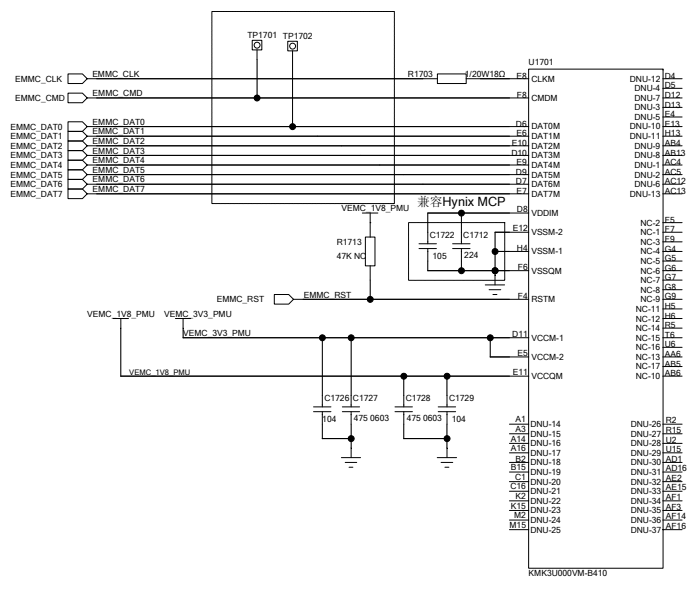 TP1701 TP1702
U1701
EMMC_CLK EMMC_CLK R1703 1/20W18Ω E8 CLKM DNU-12 D4
DNU-4 D5
EMMC_CMD EMMC_CMD F8 CMDM DNU-7 D12
DNU-3 D13
DNU-5 E4
EMMC_DAT0 EMMC_DAT0 D6 DAT0M DNU-10 E13
EMMC_DAT1 EMMC_DAT1 E6 DAT1M DNU-11 H13
EMMC_DAT2 EMMC_DAT2 E10 DAT2M DNU-9 AB4
EMMC_DAT3 EMMC_DAT3 D10 DAT3M DNU-8 AB13
EMMC_DAT4 EMMC_DAT4 E9 DAT4M DNU-1 AC4
EMMC_DAT5 EMMC_DAT5 D9 DAT5M DNU-2 AC5
EMMC_DAT6 EMMC_DAT6 D7 DAT6M DNU-6 AC12
EMMC_DAT7 EMMC_DAT7 E7 DAT7M DNU-13 AC13
兼容Hynix MCP
VEMC_1V8_PMU D8 VDDIM
NC-2 E5
E12 VSSM-2 NC-1 F7
C1722 C1712 NC-3 F9
R1713 H4 VSSM-1 NC-4 G4
47K NC 105 224 NC-5 G5
F6 VSSQM NC-6 G6
NC-7 G7
NC-8 G8
EMMC_RST EMMC_RST F4 RSTM NC-9 G9
NC-11 H5
NC-12 H6
VEMC_1V8_PMU VEMC_3V3_PMU NC-14 R5
VEMC_3V3_PMU D11 VCCM-1 NC-15 T6
NC-16 U6
E5 VCCM-2 NC-13 AA6
NC-17 AB5
VEMC_1V8_PMU E11 VCCQM NC-10 AB6
C1726 C1727 C1728 C1729
104 475 0603 475 0603 104
A1 DNU-14 DNU-26 R2
A3 DNU-15 DNU-27 R15
A14 DNU-16 DNU-28 U2
A16 DNU-17 DNU-29 U15
B2 DNU-18 DNU-30 AD1
B15 DNU-19 DNU-31 AD16
C1 DNU-20 DNU-32 AE2
C16 DNU-21 DNU-33 AE15
K2 DNU-22 DNU-34 AF1
K15 DNU-23 DNU-35 AF3
M2 DNU-24 DNU-36 AF14
M15 DNU-25 DNU-37 AF16
KMK3U000VM-B410